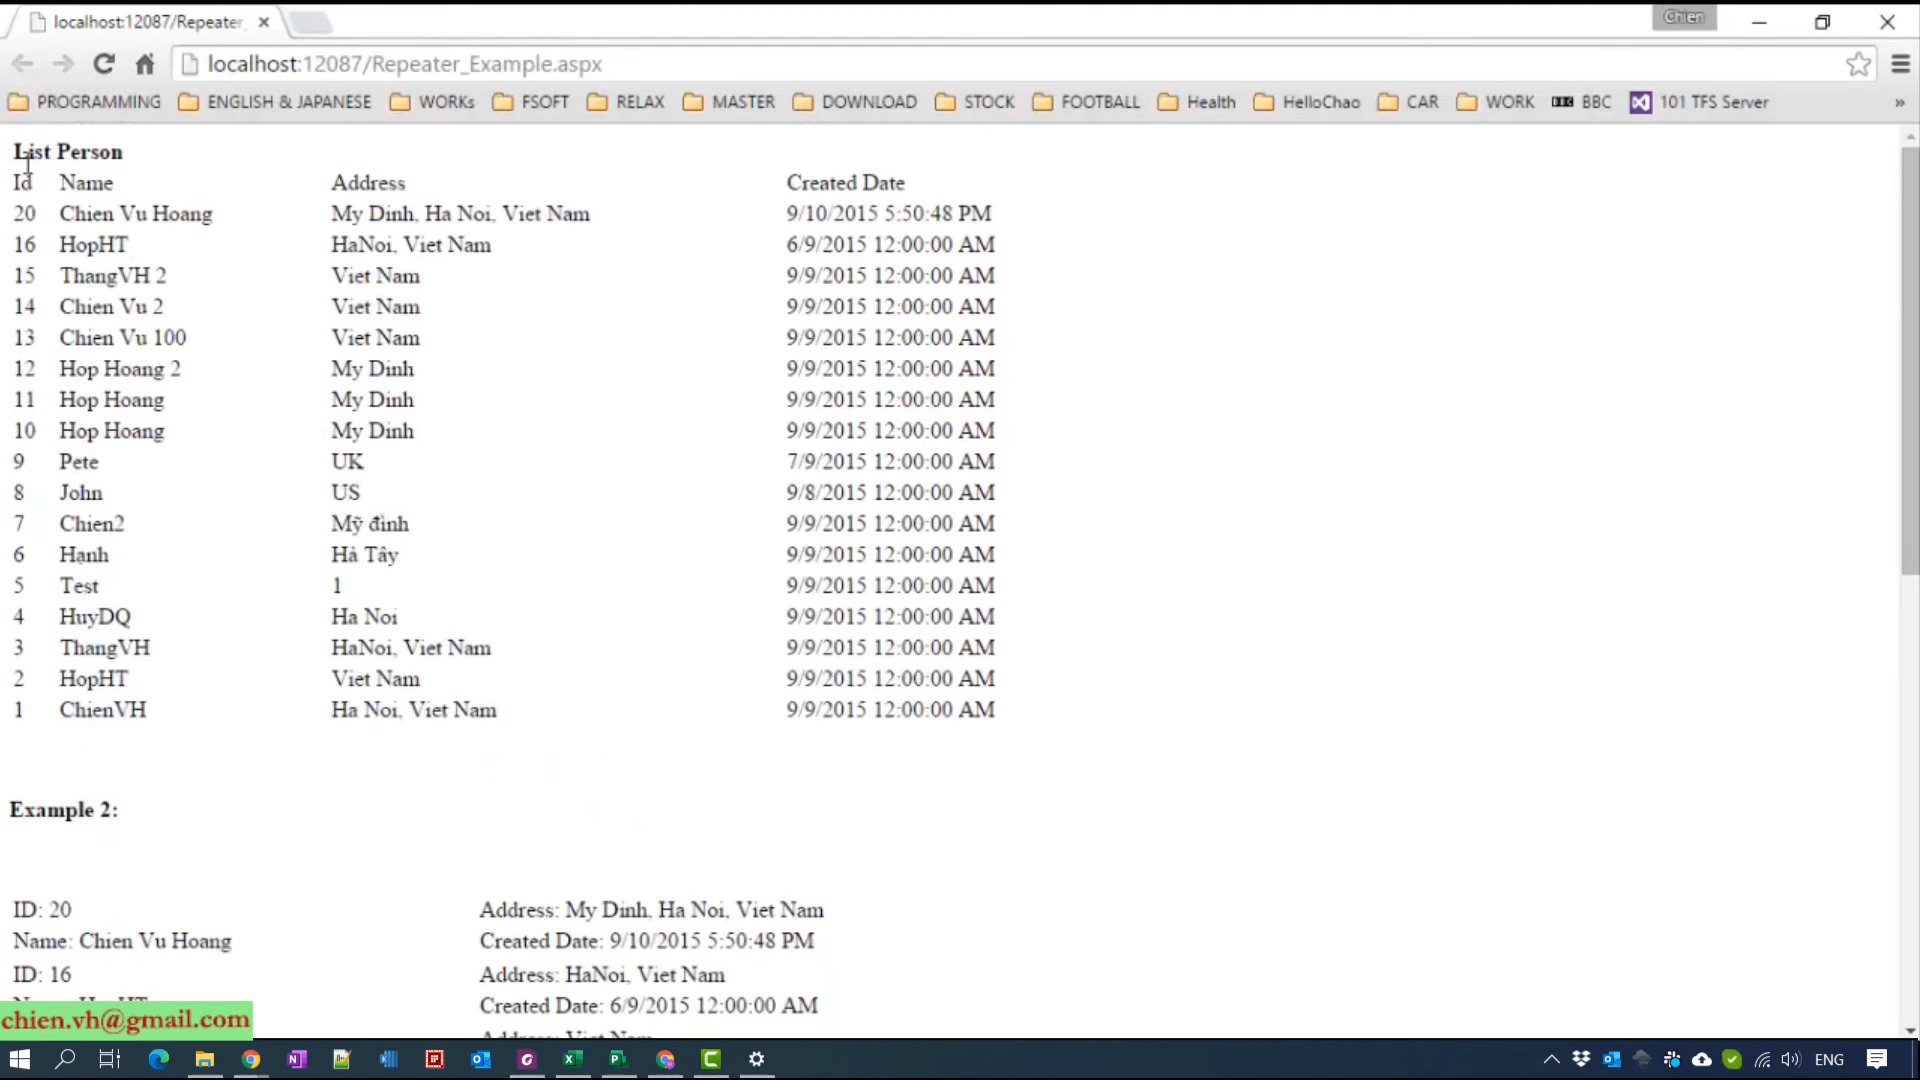 localhost:12087/Repeater_
Chien
localhost:12087/Repeater_Example.aspx
PROGRAMMING ENGLISH & JAPANESE WORKs FSOFT RELAX MASTER DOWNLOAD STOCK FOOTBALL Health HelloChao CAR WORK BBC 101 TFS Server »
List Person
Id Name Address Created Date
20 Chien Vu Hoang My Dinh, Ha Noi, Viet Nam 9/10/2015 5:50:48 PM
16 HopHT HaNoi, Viet Nam 6/9/2015 12:00:00 AM
15 ThangVH 2 Viet Nam 9/9/2015 12:00:00 AM
14 Chien Vu 2 Viet Nam 9/9/2015 12:00:00 AM
13 Chien Vu 100 Viet Nam 9/9/2015 12:00:00 AM
12 Hop Hoang 2 My Dinh 9/9/2015 12:00:00 AM
11 Hop Hoang My Dinh 9/9/2015 12:00:00 AM
10 Hop Hoang My Dinh 9/9/2015 12:00:00 AM
9 Pete UK 7/9/2015 12:00:00 AM
8 John US 9/8/2015 12:00:00 AM
7 Chien2 Mỹ đình 9/9/2015 12:00:00 AM
6 Hạnh Hà Tây 9/9/2015 12:00:00 AM
5 Test 1 9/9/2015 12:00:00 AM
4 HuyDQ Ha Noi 9/9/2015 12:00:00 AM
3 ThangVH HaNoi, Viet Nam 9/9/2015 12:00:00 AM
2 HopHT Viet Nam 9/9/2015 12:00:00 AM
1 ChienVH Ha Noi, Viet Nam 9/9/2015 12:00:00 AM
Example 2:
ID: 20 Address: My Dinh, Ha Noi, Viet Nam
Name: Chien Vu Hoang Created Date: 9/10/2015 5:50:48 PM
ID: 16 Address: HaNoi, Viet Nam
Created Date: 6/9/2015 12:00:00 AM
chien.vh@gmail.com
ENG